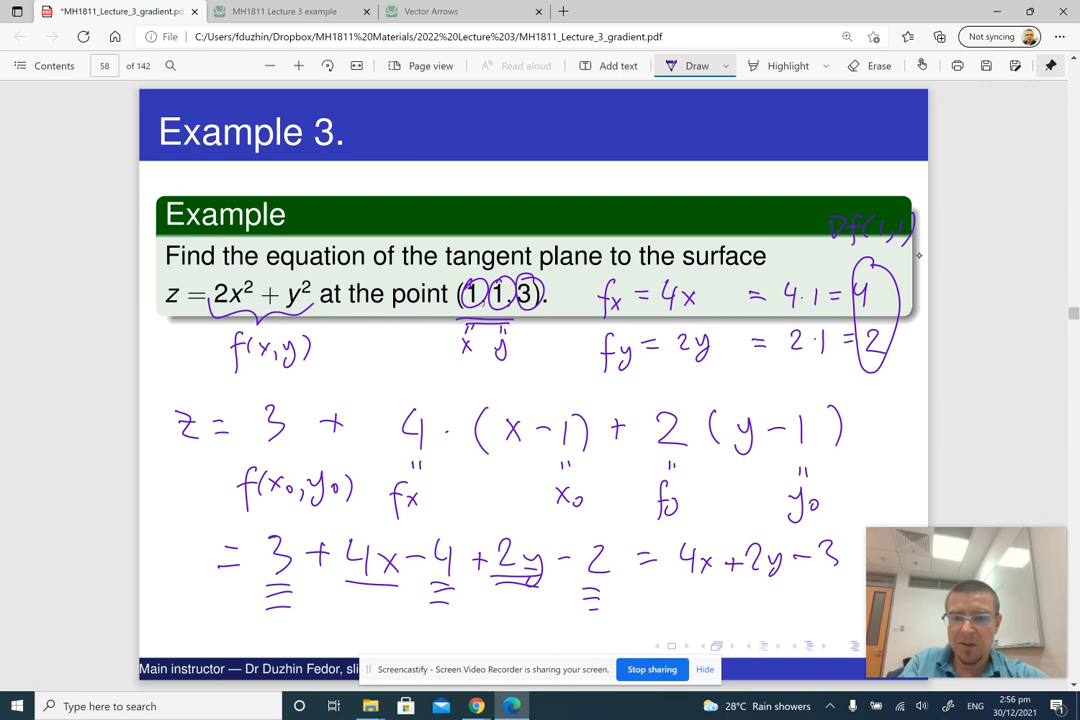 *MH1811_Lecture_3_gradient.pd
MH1811 Lecture 3 example
Vector Arrows
File
C:/Users/fduzhin/Dropbox/MH1811%20Materials/2022%20Lecture%203/MH1811_Lecture_3_gradient.pdf
Not syncing
Contents
58
of 142
Page view
Read aloud
Add text
Draw
Highlight
Erase
Example 3.
Example
∇f(1,1)
Find the equation of the tangent plane to the surface
z = 2x² + y² at the point (1, 1, 3).
fx = 4x = 4·1 = 4
f(x,y)
x y
fy = 2y = 2·1 = 2
z = 3 + 4 · (x − 1) + 2 (y − 1)
f(x₀,y₀) fx x₀ fy y₀
= 3 + 4x − 4 + 2y − 2 = 4x + 2y − 3
Main instructor — Dr Duzhin Fedor, sli
Screencastify - Screen Video Recorder is sharing your screen.
Stop sharing
Hide
Type here to search
28°C Rain showers
ENG
2:56 pm
30/12/2021